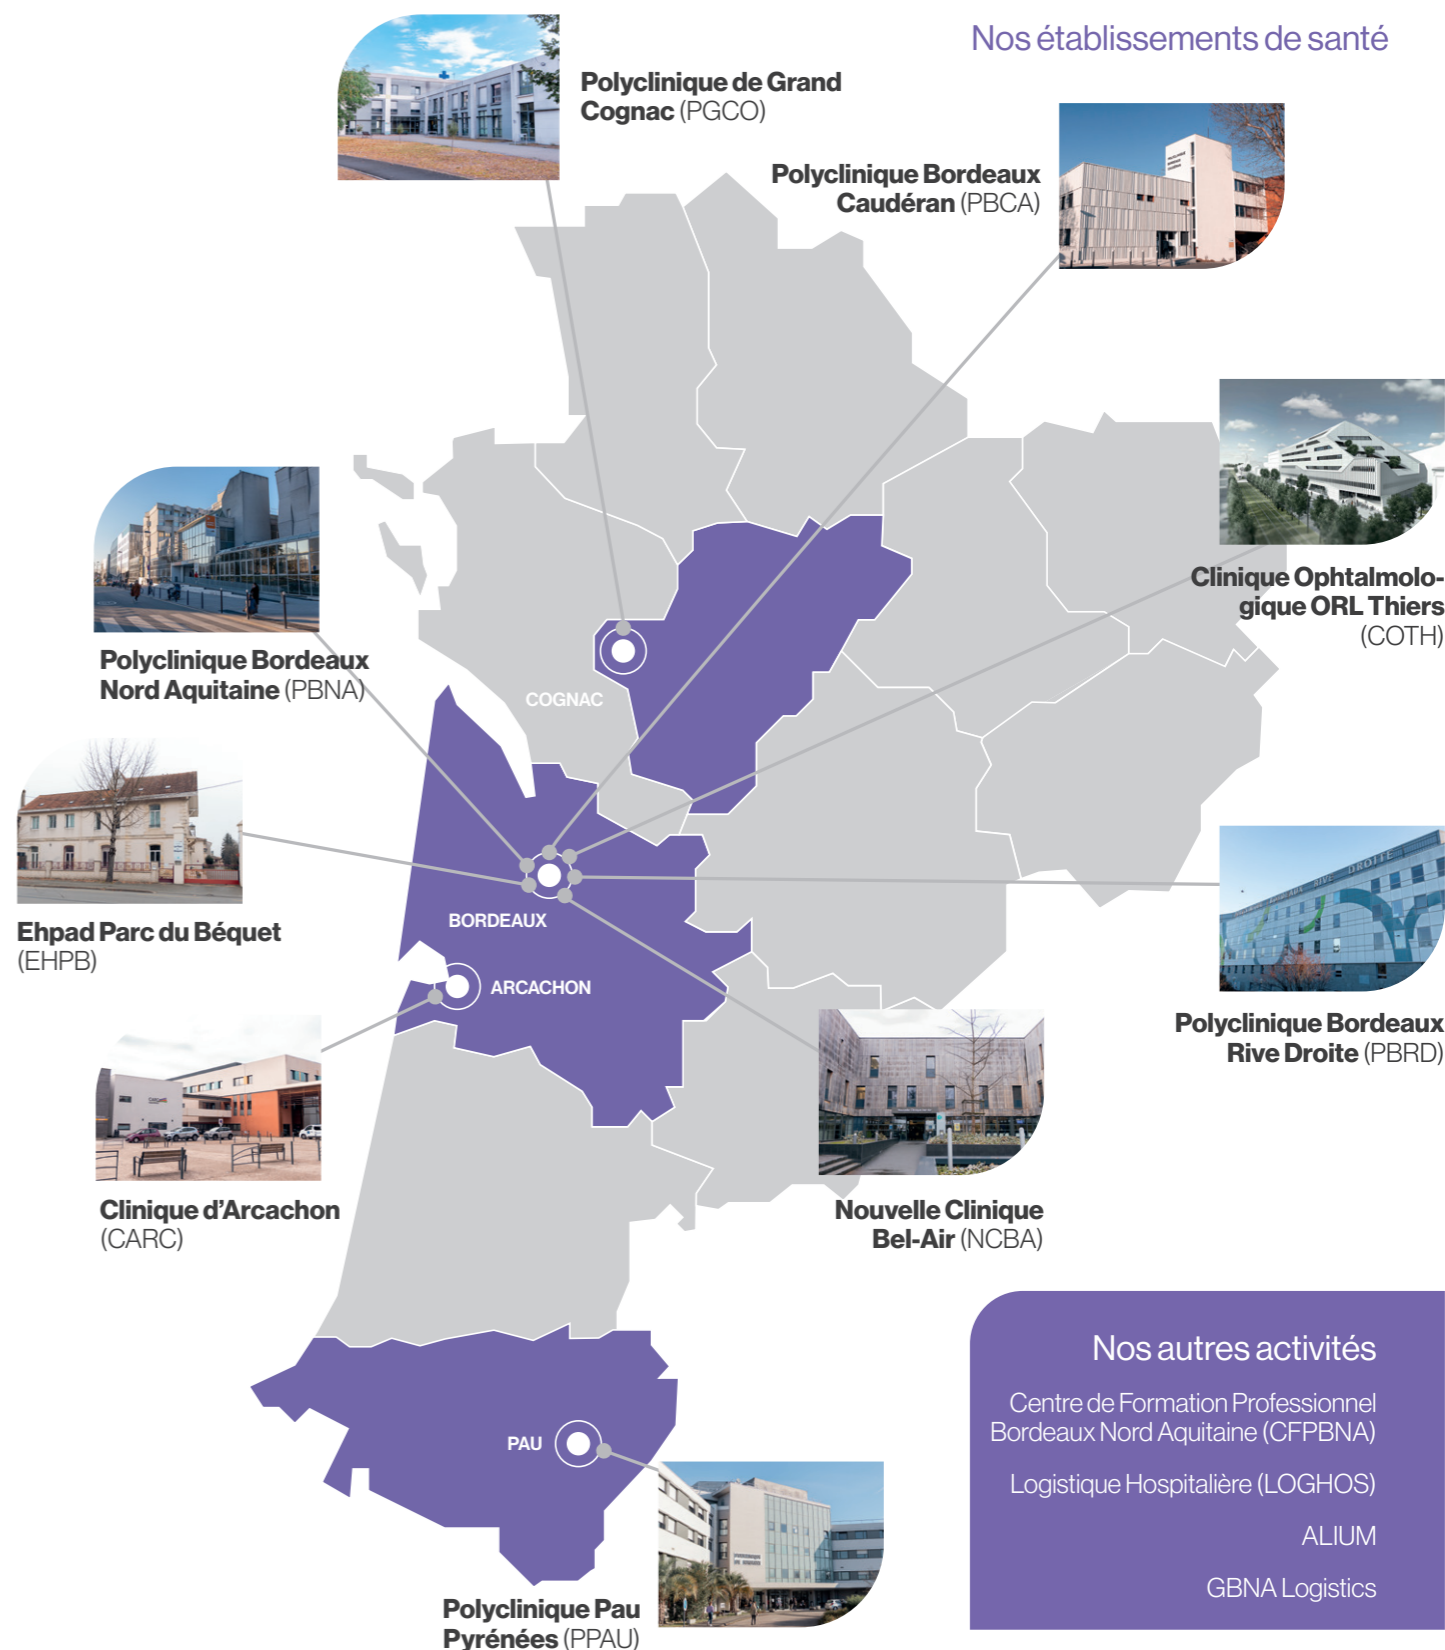 Nos établissements de santé
Polyclinique de Grand
Cognac (PGCO)
Polyclinique Bordeaux
Caudéran (PBCA)
Clinique Ophtalmolo-
gique ORL Thiers
(COTH)
Polyclinique Bordeaux
Nord Aquitaine (PBNA)
COGNAC
Ehpad Parc du Béquet
(EHPB)
BORDEAUX
ARCACHON
Polyclinique Bordeaux
Rive Droite (PBRD)
Clinique d'Arcachon
(CARC)
Nouvelle Clinique
Bel-Air (NCBA)
PAU
Polyclinique Pau
Pyrénées (PPAU)
Nos autres activités
Centre de Formation Professionnel
Bordeaux Nord Aquitaine (CFPBNA)
Logistique Hospitalière (LOGHOS)
ALIUM
GBNA Logistics